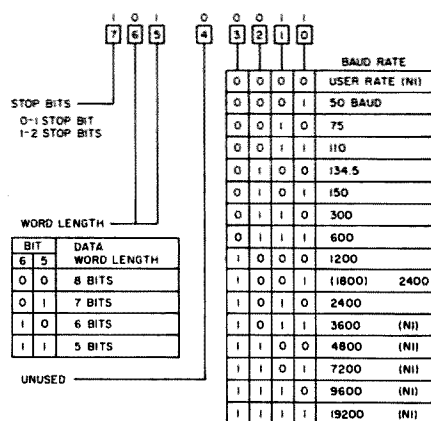 1 0 1 0 0 0 1 1
7 6 5 4 3 2 1 0
BAUD RATE
0 0 0 0 USER RATE (NI)
0 0 0 1 50 BAUD
0 0 1 0 75
0 0 1 1 110
0 1 0 0 134.5
0 1 0 1 150
0 1 1 0 300
0 1 1 1 600
1 0 0 0 1200
1 0 0 1 (1800) 2400
1 0 1 0 2400
1 0 1 1 3600 (NI)
1 1 0 0 4800 (NI)
1 1 0 1 7200 (NI)
1 1 1 0 9600 (NI)
1 1 1 1 19200 (NI)
STOP BITS
0-1 STOP BIT
1-2 STOP BITS
WORD LENGTH
BIT DATA
6 5 WORD LENGTH
0 0 8 BITS
0 1 7 BITS
1 0 6 BITS
1 1 5 BITS
UNUSED